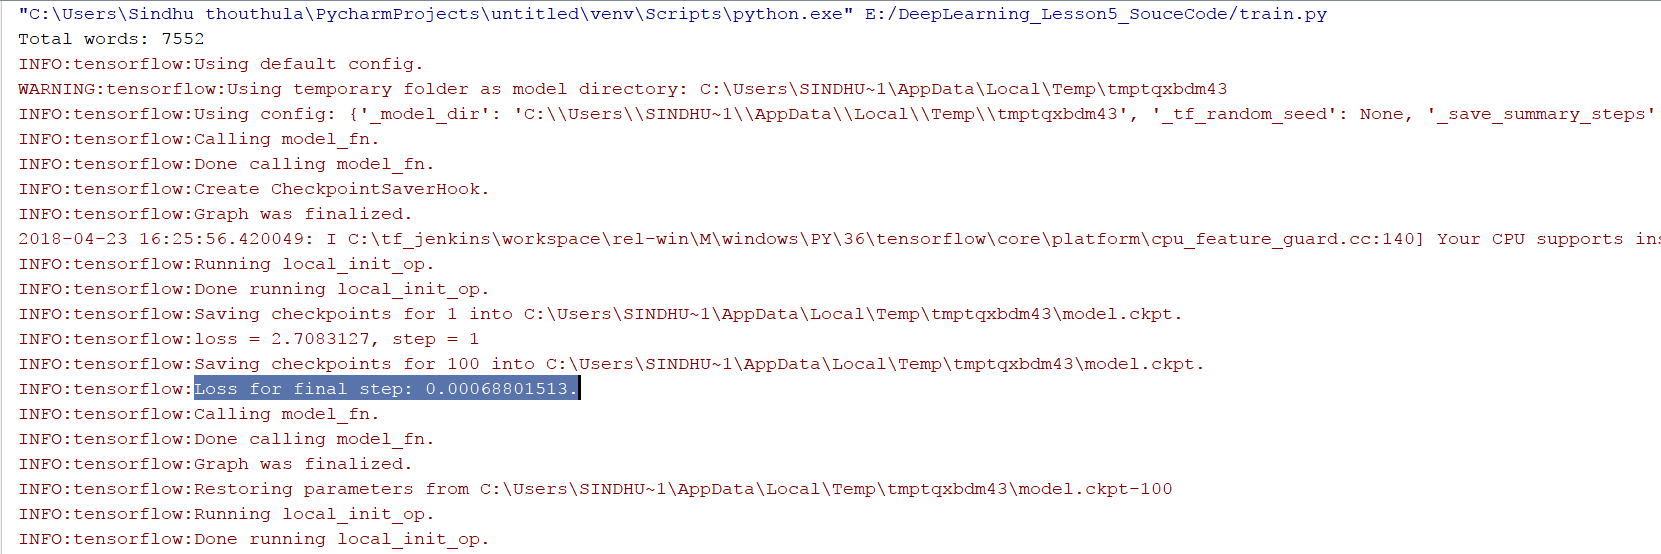 "C:\Users\Sindhu thouthula\PycharmProjects\untitled\venv\Scripts\python.exe" E:/DeepLearning_Lesson5_SouceCode/train.py
Total words: 7552
INFO:tensorflow:Using default config.
WARNING:tensorflow:Using temporary folder as model directory: C:\Users\SINDHU~1\AppData\Local\Temp\tmptqxbdm43
INFO:tensorflow:Using config: {'_model_dir': 'C:\\Users\\SINDHU~1\\AppData\\Local\\Temp\\tmptqxbdm43', '_tf_random_seed': None, '_save_summary_steps'
INFO:tensorflow:Calling model_fn.
INFO:tensorflow:Done calling model_fn.
INFO:tensorflow:Create CheckpointSaverHook.
INFO:tensorflow:Graph was finalized.
2018-04-23 16:25:56.420049: I C:\tf_jenkins\workspace\rel-win\M\windows\PY\36\tensorflow\core\platform\cpu_feature_guard.cc:140] Your CPU supports ins
INFO:tensorflow:Running local_init_op.
INFO:tensorflow:Done running local_init_op.
INFO:tensorflow:Saving checkpoints for 1 into C:\Users\SINDHU~1\AppData\Local\Temp\tmptqxbdm43\model.ckpt.
INFO:tensorflow:loss = 2.7083127, step = 1
INFO:tensorflow:Saving checkpoints for 100 into C:\Users\SINDHU~1\AppData\Local\Temp\tmptqxbdm43\model.ckpt.
INFO:tensorflow:Loss for final step: 0.00068801513.
INFO:tensorflow:Calling model_fn.
INFO:tensorflow:Done calling model_fn.
INFO:tensorflow:Graph was finalized.
INFO:tensorflow:Restoring parameters from C:\Users\SINDHU~1\AppData\Local\Temp\tmptqxbdm43\model.ckpt-100
INFO:tensorflow:Running local_init_op.
INFO:tensorflow:Done running local_init_op.